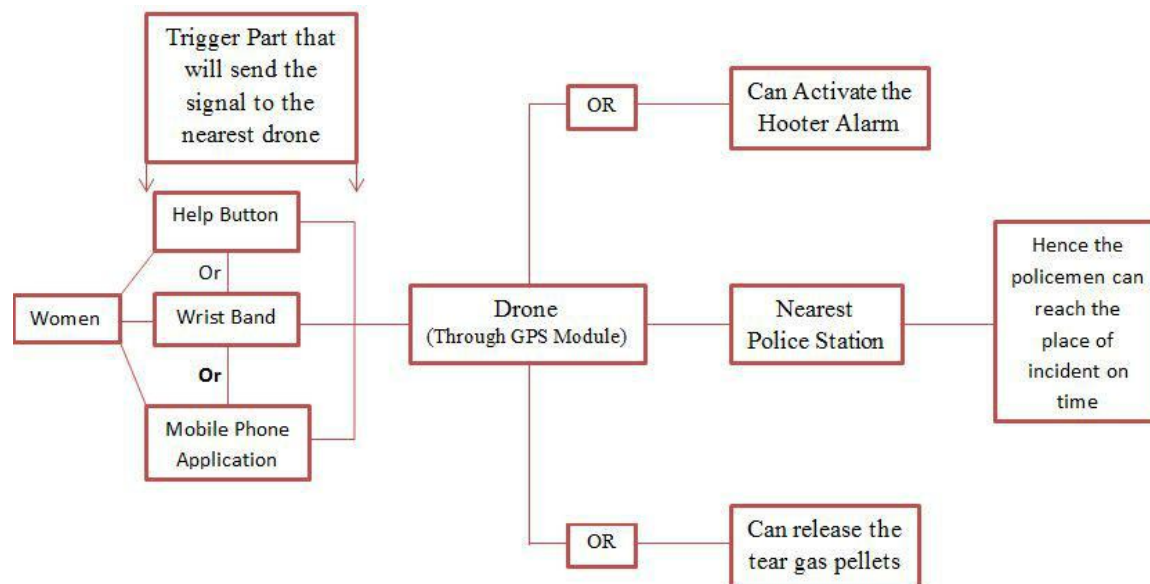 Trigger Part that
will send the
signal to the
nearest drone
Help Button
Or
Women
Wrist Band
Or
Mobile Phone
Application
Drone
(Through GPS Module)
OR
Can Activate the
Hooter Alarm
Nearest
Police Station
Hence the
policemen can
reach the
place of
incident on
time
OR
Can release the
tear gas pellets